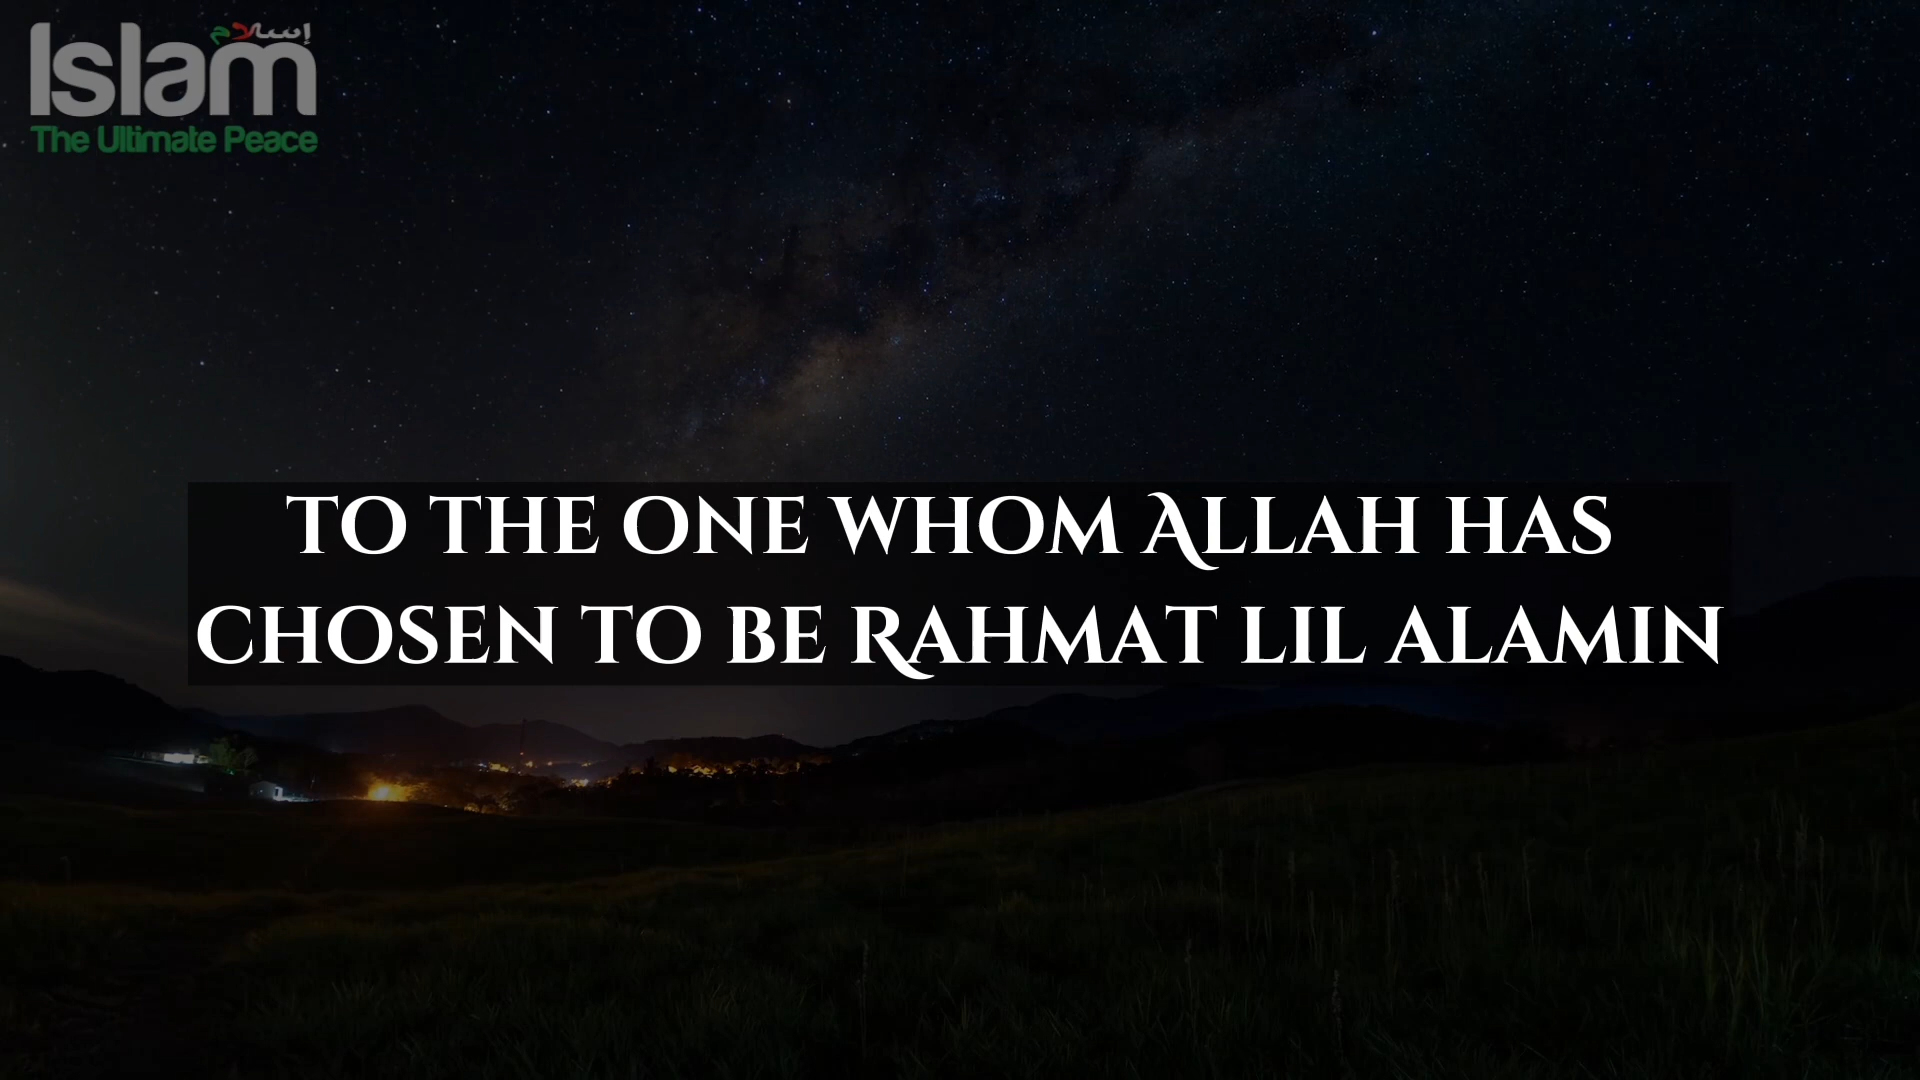 إسلام
Islam
The Ultimate Peace
TO THE ONE WHOM ALLAH HAS
CHOSEN TO BE RAHMAT LIL ALAMIN